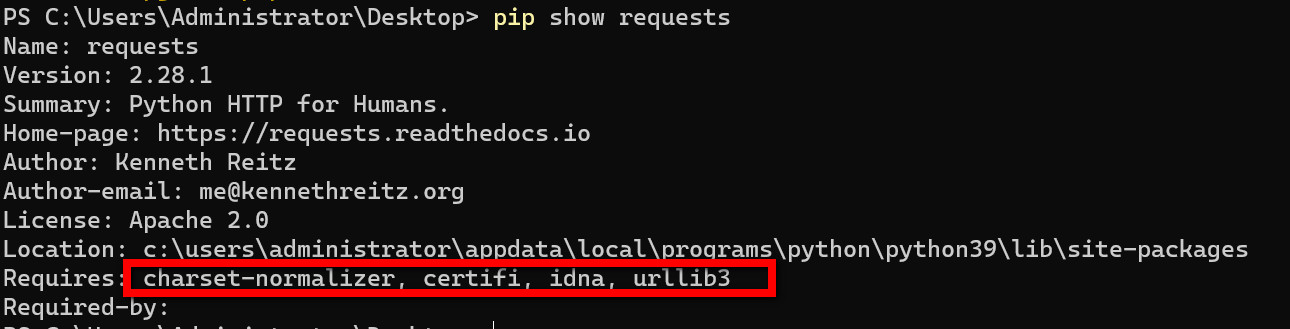 PS C:\Users\Administrator\Desktop> pip show requests
Name: requests
Version: 2.28.1
Summary: Python HTTP for Humans.
Home-page: https://requests.readthedocs.io
Author: Kenneth Reitz
Author-email: me@kennethreitz.org
License: Apache 2.0
Location: c:\users\administrator\appdata\local\programs\python\python39\lib\site-packages
Requires: charset-normalizer, certifi, idna, urllib3
Required-by: